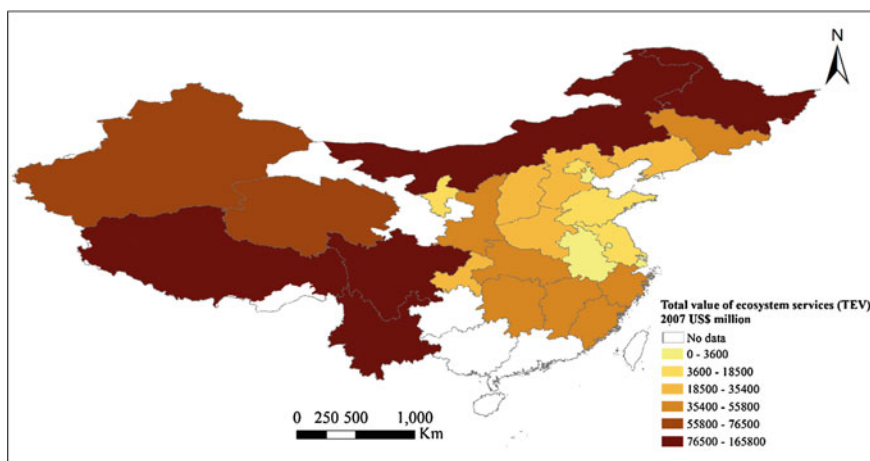 N
Total value of ecosystem services (TEV)
2007 US$ million
No data
0 - 3600
3600 - 18500
18500 - 35400
35400 - 55800
55800 - 76500
76500 - 165800
0 250 500 1,000
Km